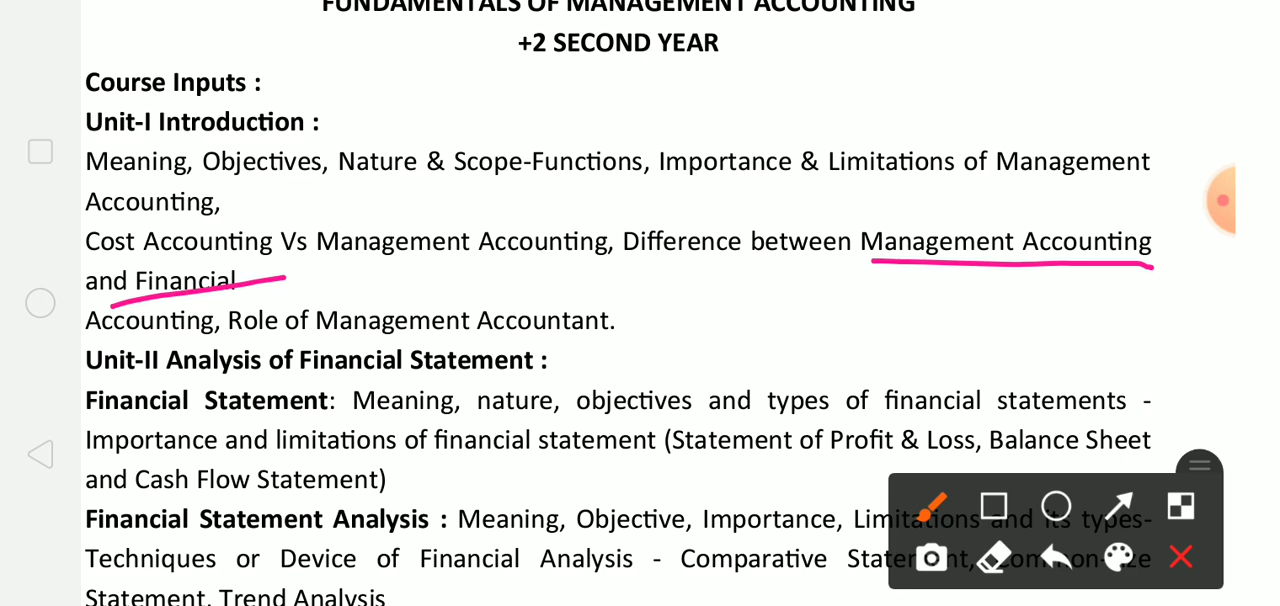 FUNDAMENTALS OF MANAGEMENT ACCOUNTING
+2 SECOND YEAR
Course Inputs :
Unit-I Introduction :
Meaning, Objectives, Nature & Scope-Functions, Importance & Limitations of Management
Accounting,
Cost Accounting Vs Management Accounting, Difference between Management Accounting
and Financial
Accounting, Role of Management Accountant.
Unit-II Analysis of Financial Statement :
Financial Statement: Meaning, nature, objectives and types of financial statements -
Importance and limitations of financial statement (Statement of Profit & Loss, Balance Sheet
and Cash Flow Statement)
Financial Statement Analysis : Meaning, Objective, Importance, Limitations and its types-
Techniques or Device of Financial Analysis - Comparative Statement, Common-size
Statement, Trend Analysis